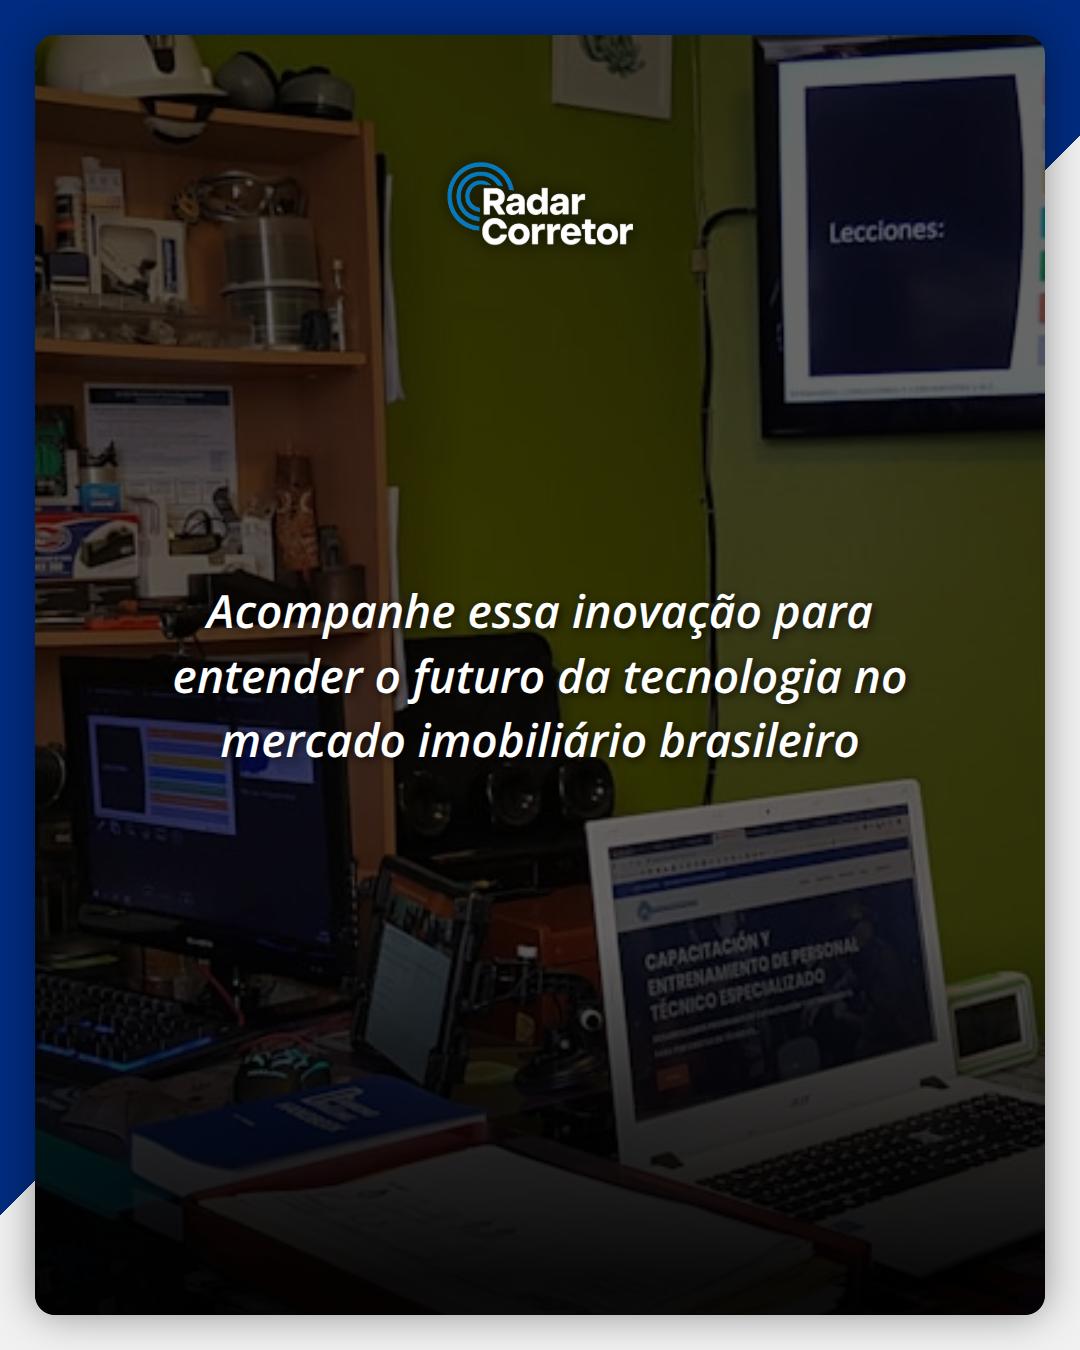 Radar
Corretor
Lecciones:
Acompanhe essa inovação para
entender o futuro da tecnologia no
mercado imobiliário brasileiro
CAPACITACIÓN Y
ENTRENAMIENTO DE PERSONAL
TÉCNICO ESPECIALIZADO